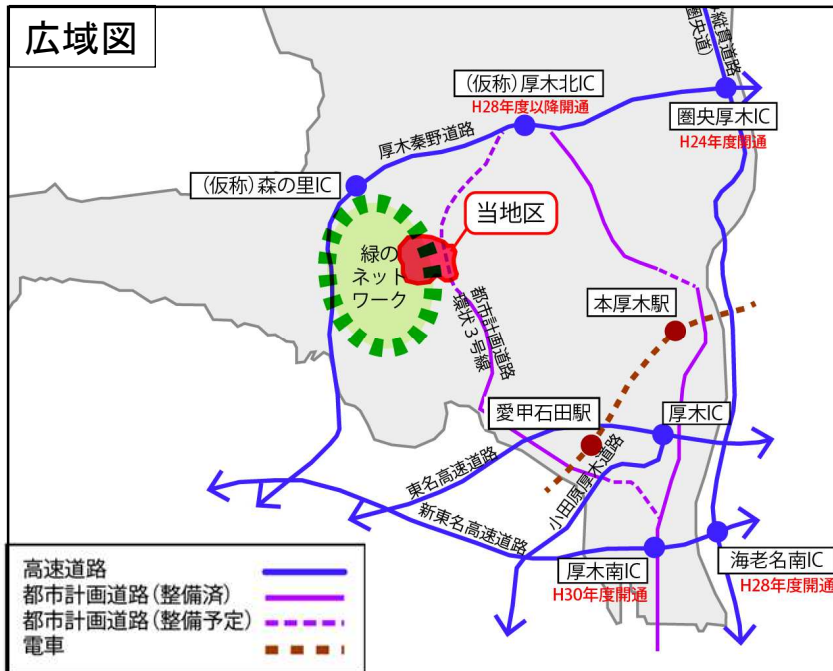 広域図
縦貫道路
圏央道)
(仮称)厚木北IC
H28年度以降開通
圏央厚木IC
H24年度開通
厚木秦野道路
(仮称)森の里IC
当地区
緑の
ネット
ワーク
都市計画道路
環状3号線
本厚木駅
愛甲石田駅
厚木IC
東名高速道路
小田原厚木道路
新東名高速道路
厚木南IC
H30年度開通
海老名南IC
H28年度開通
高速道路
都市計画道路(整備済)
都市計画道路(整備予定)
電車